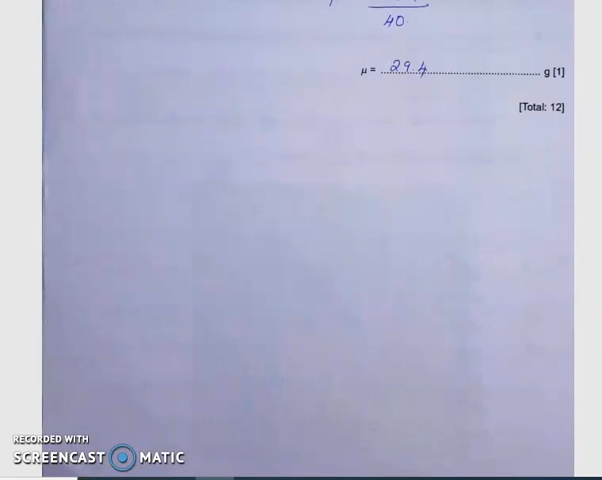 40
μ = 29.4 g [1]
[Total: 12]
RECORDED WITH
SCREENCAST MATIC